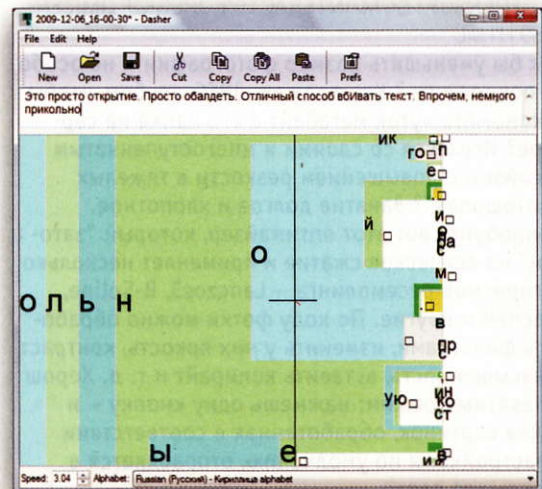 2009-12-06_16-00-30* - Dasher
File Edit Help
New Open Save Cut Copy Copy All Paste Prefs
Это просто открытие. Просто обалдеть. Отличный способ вбИвать текст. Впрочем, немного
прикольно
ик
го п
е
и
й
ра
о
м
о л ь н
в
пр
с
ую ин
ко
ст
ы е в
Speed: 3.04 Alphabet: Russian (Русский) - Кириллица alphabet